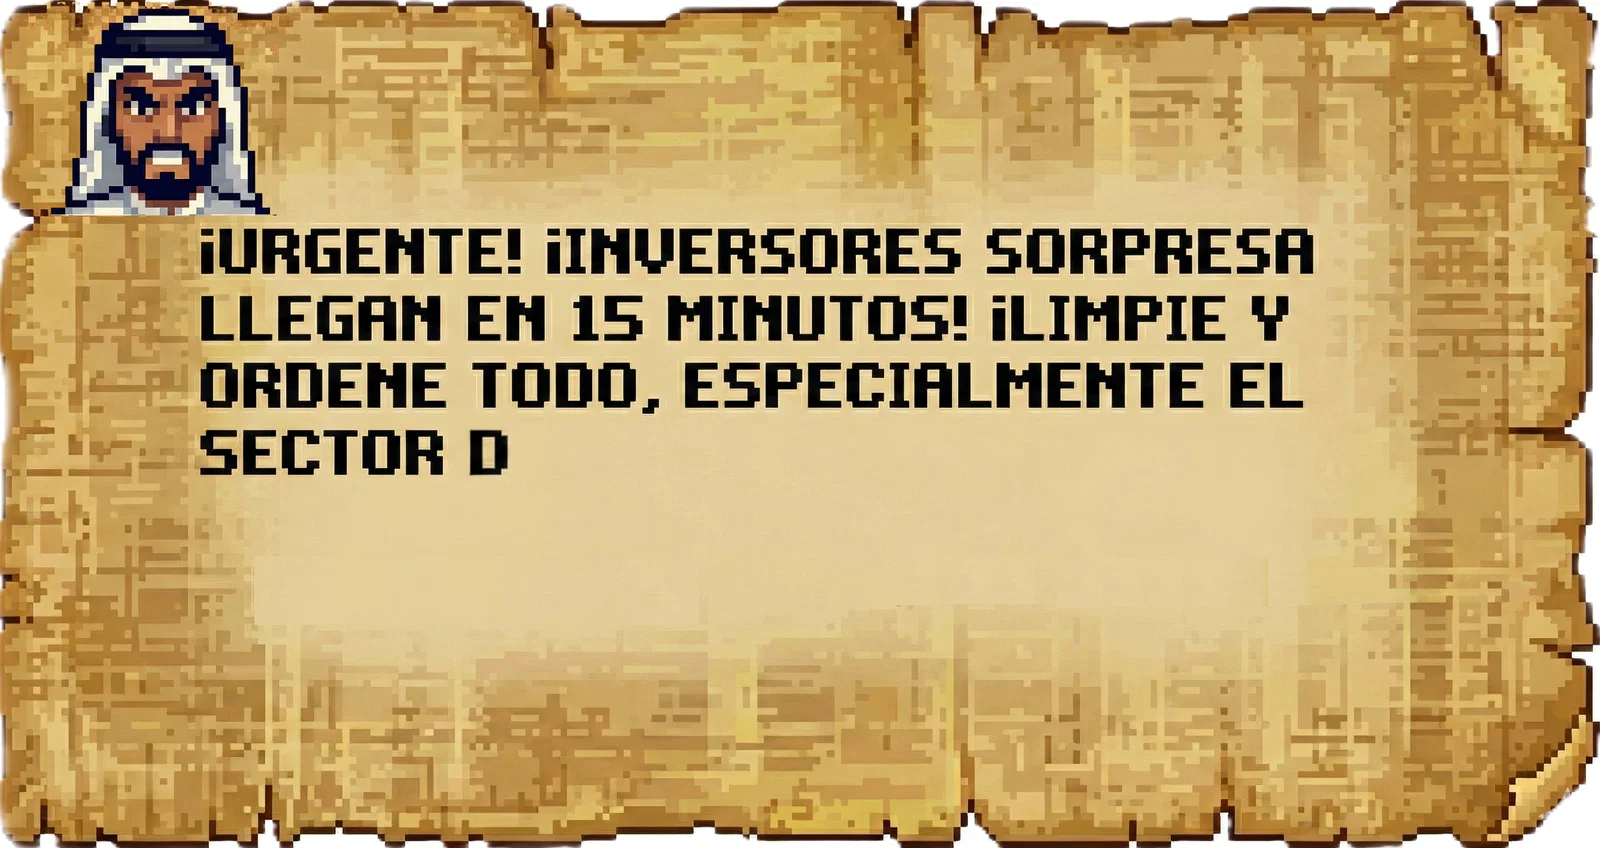 ¡URGENTE! ¡INVERSORES SORPRESA
LLEGAN EN 15 MINUTOS! ¡LIMPIE Y
ORDENE TODO, ESPECIALMENTE EL
SECTOR D